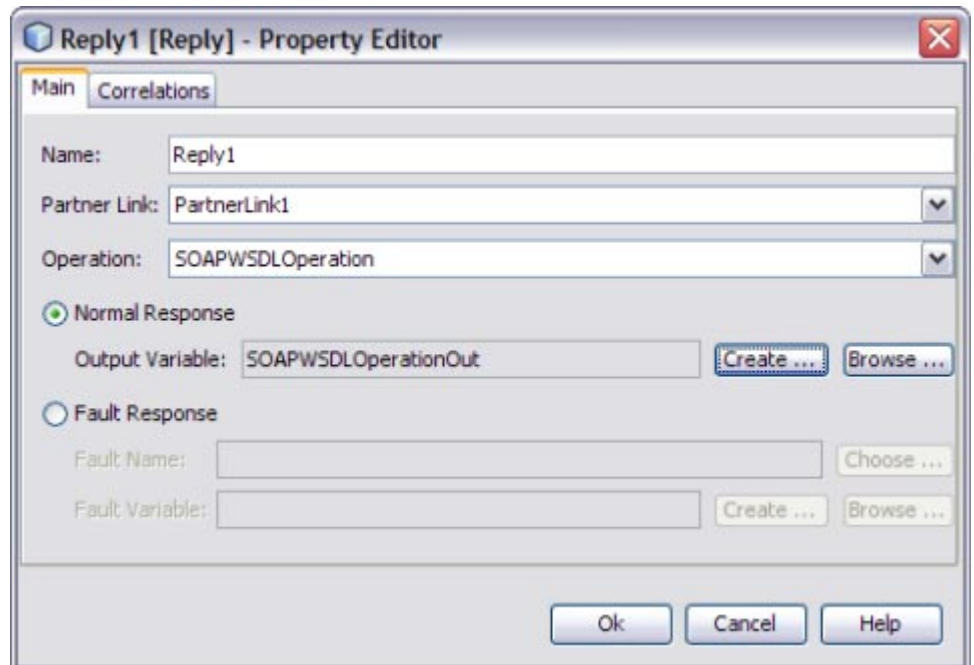 Reply1 [Reply] - Property Editor
Main Correlations
Name: Reply1
Partner Link: PartnerLink1
Operation: SOAPWSDLOperation
Normal Response
Output Variable: SOAPWSDLOperationOut Create ... Browse ...
Fault Response
Fault Name: Choose ...
Fault Variable: Create ... Browse ...
Ok Cancel Help